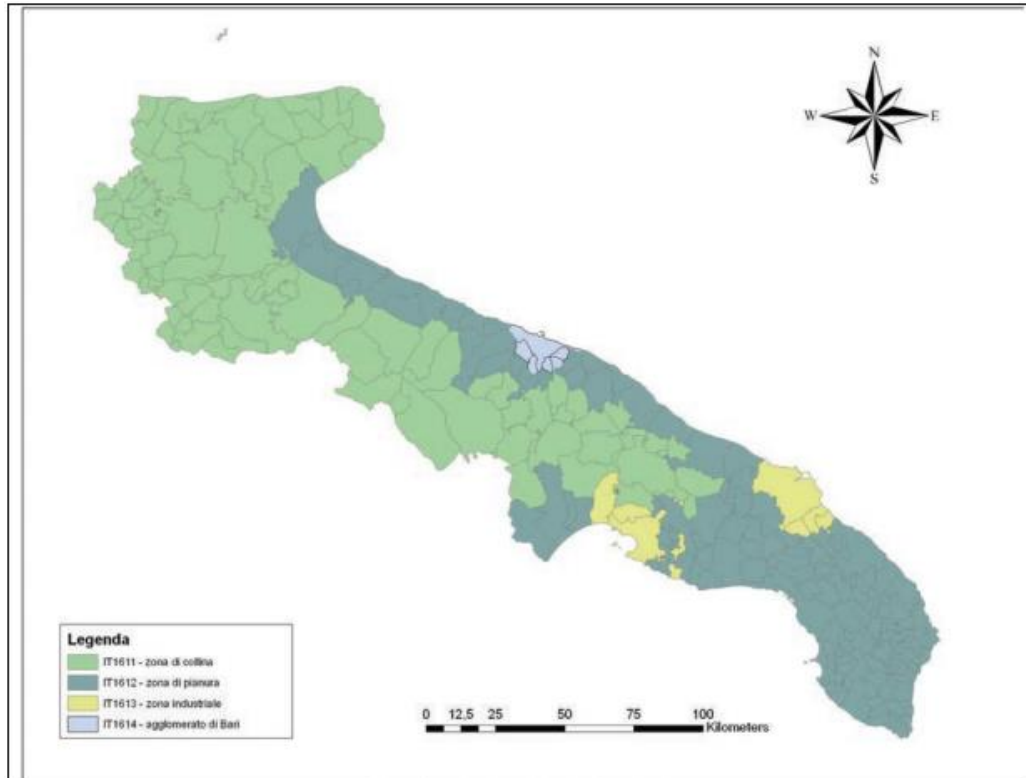 N
W E
S
Legenda
IT1611 - zona di collina
IT1612 - zona di pianura
IT1613 - zona industriale
IT1614 - agglomerato di Bari
0 12,5 25 50 75 100
Kilometers